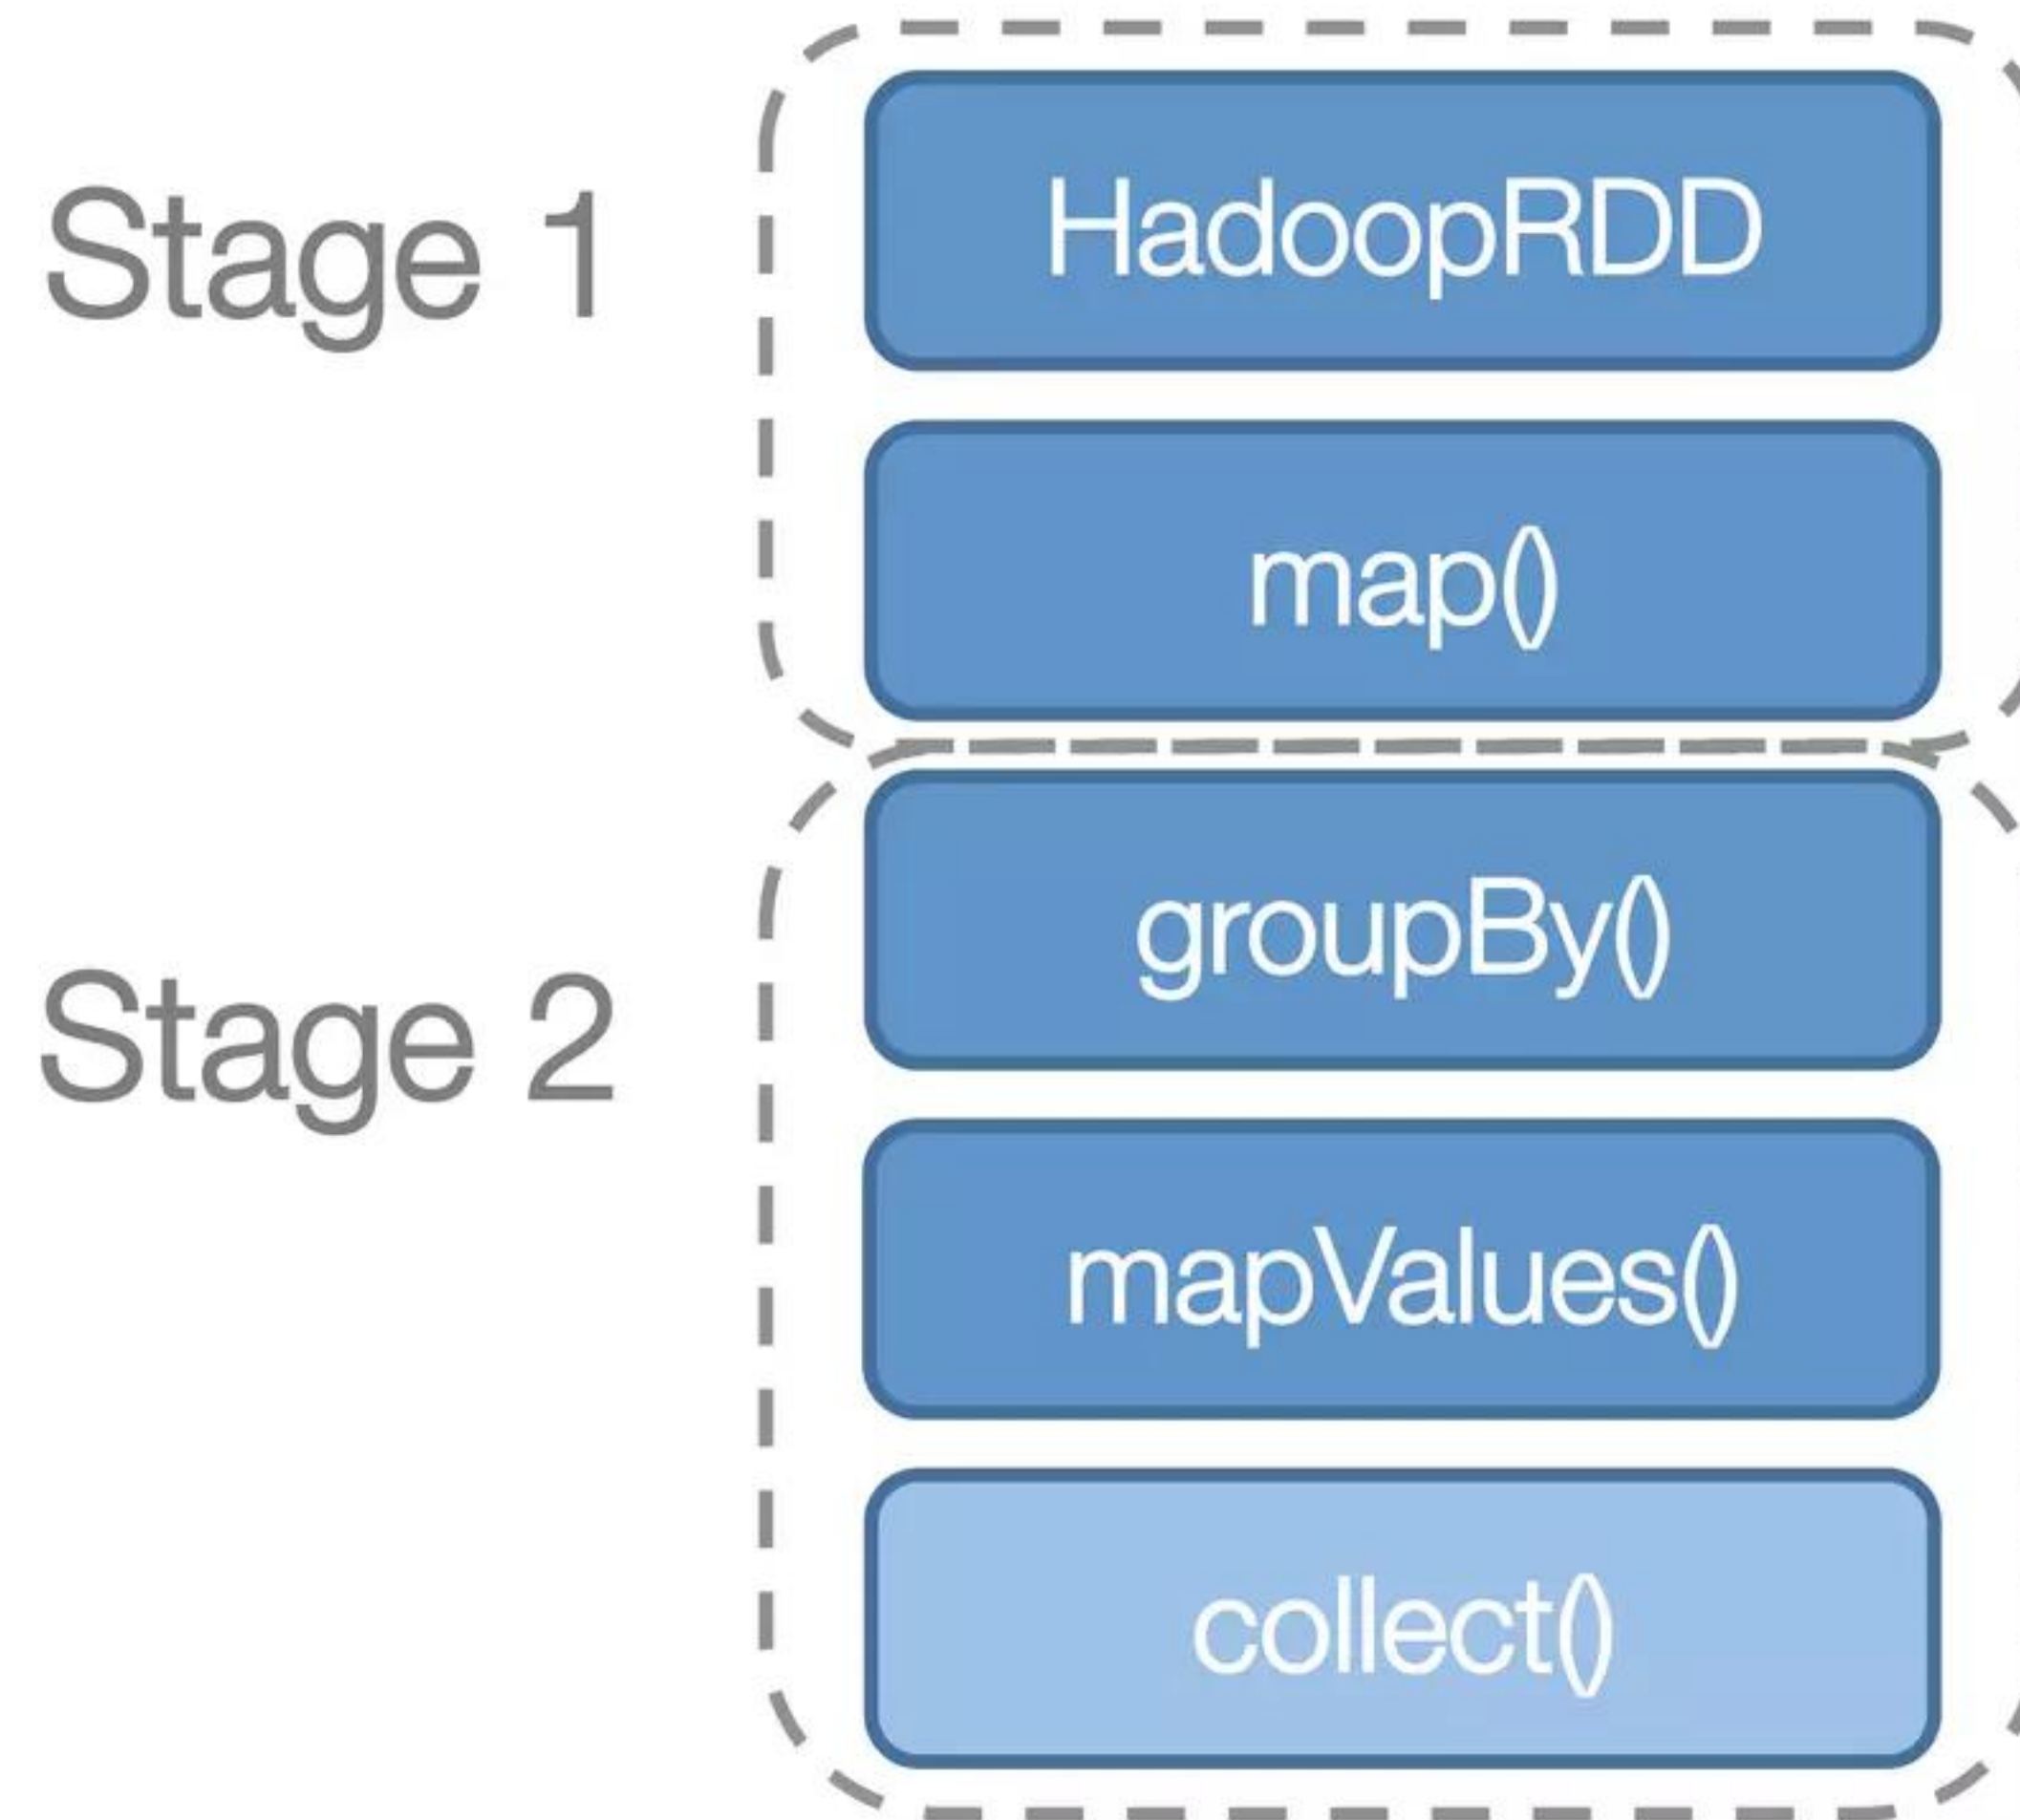 Stage 1
HadoopRDD
map()
groupBy()
Stage 2
mapValues()
collect()